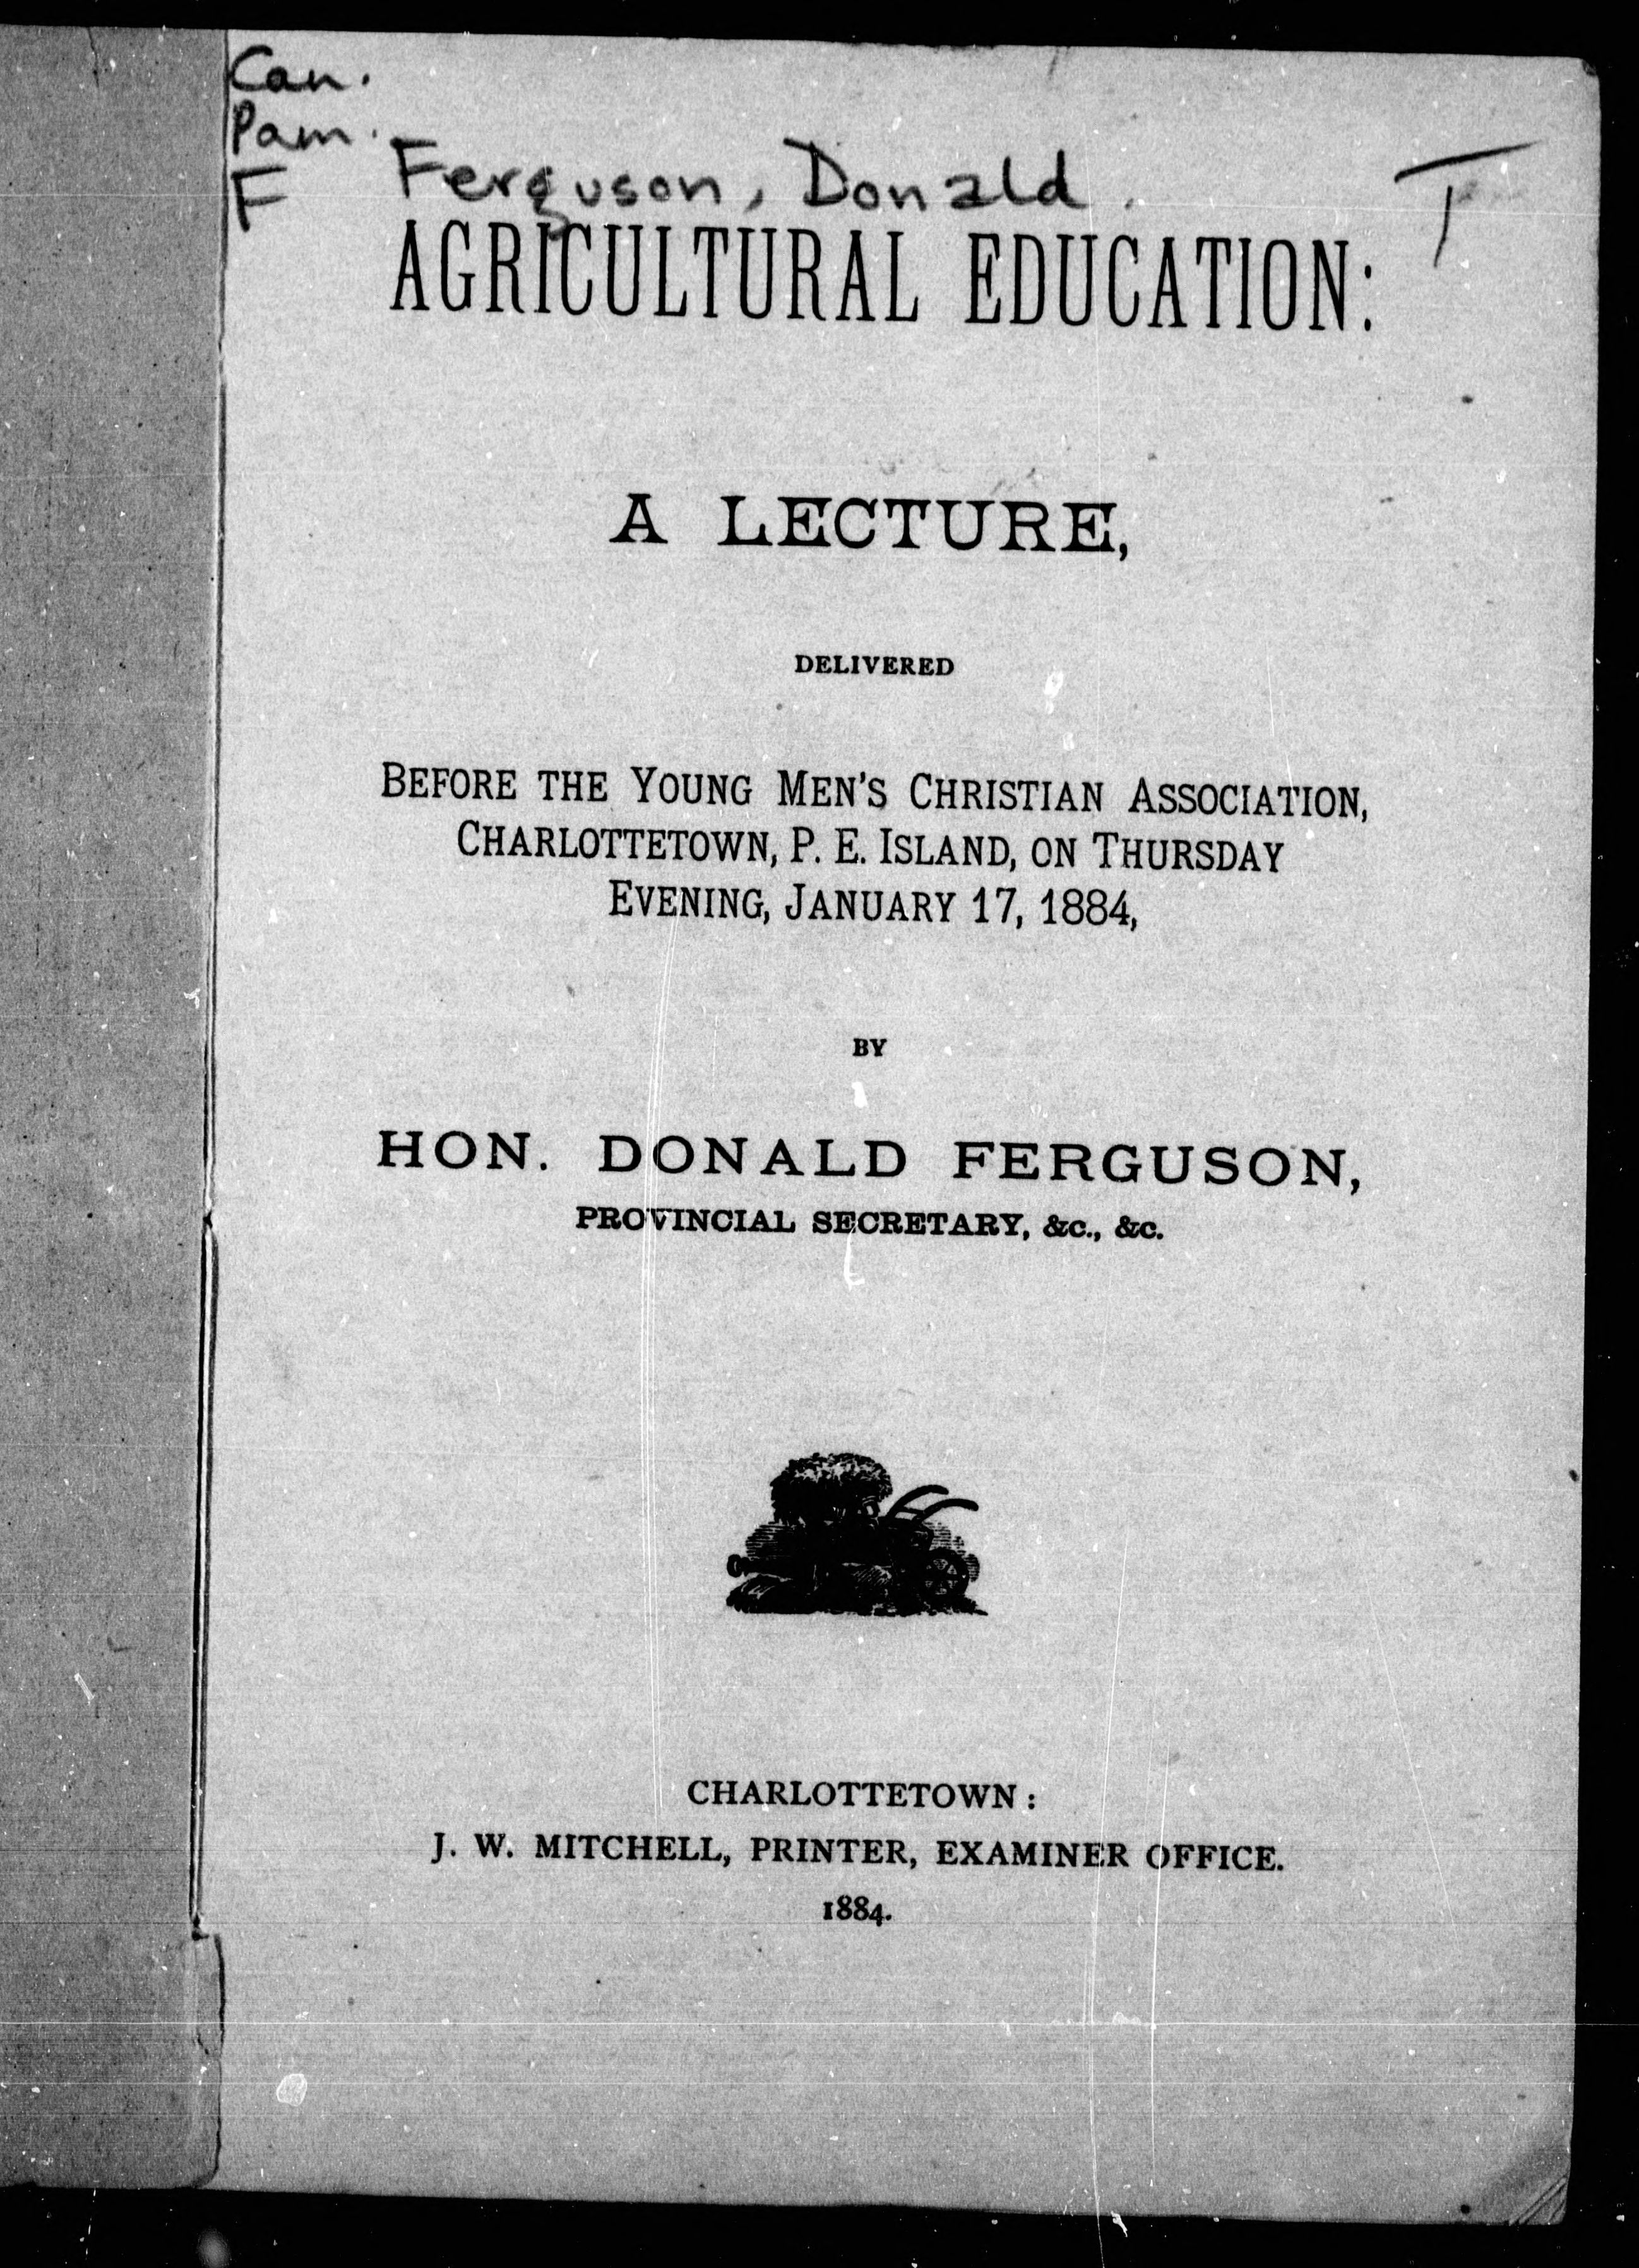 Can.
Pam.
F Ferguson, Donald. T
AGRICULTURAL EDUCATION:
A LECTURE,
DELIVERED
BEFORE THE YOUNG MEN'S CHRISTIAN ASSOCIATION,
CHARLOTTETOWN, P. E. ISLAND, ON THURSDAY
EVENING, JANUARY 17, 1884,
BY
HON. DONALD FERGUSON,
PROVINCIAL SECRETARY, &c., &c.
CHARLOTTETOWN:
J. W. MITCHELL, PRINTER, EXAMINER OFFICE.
1884.